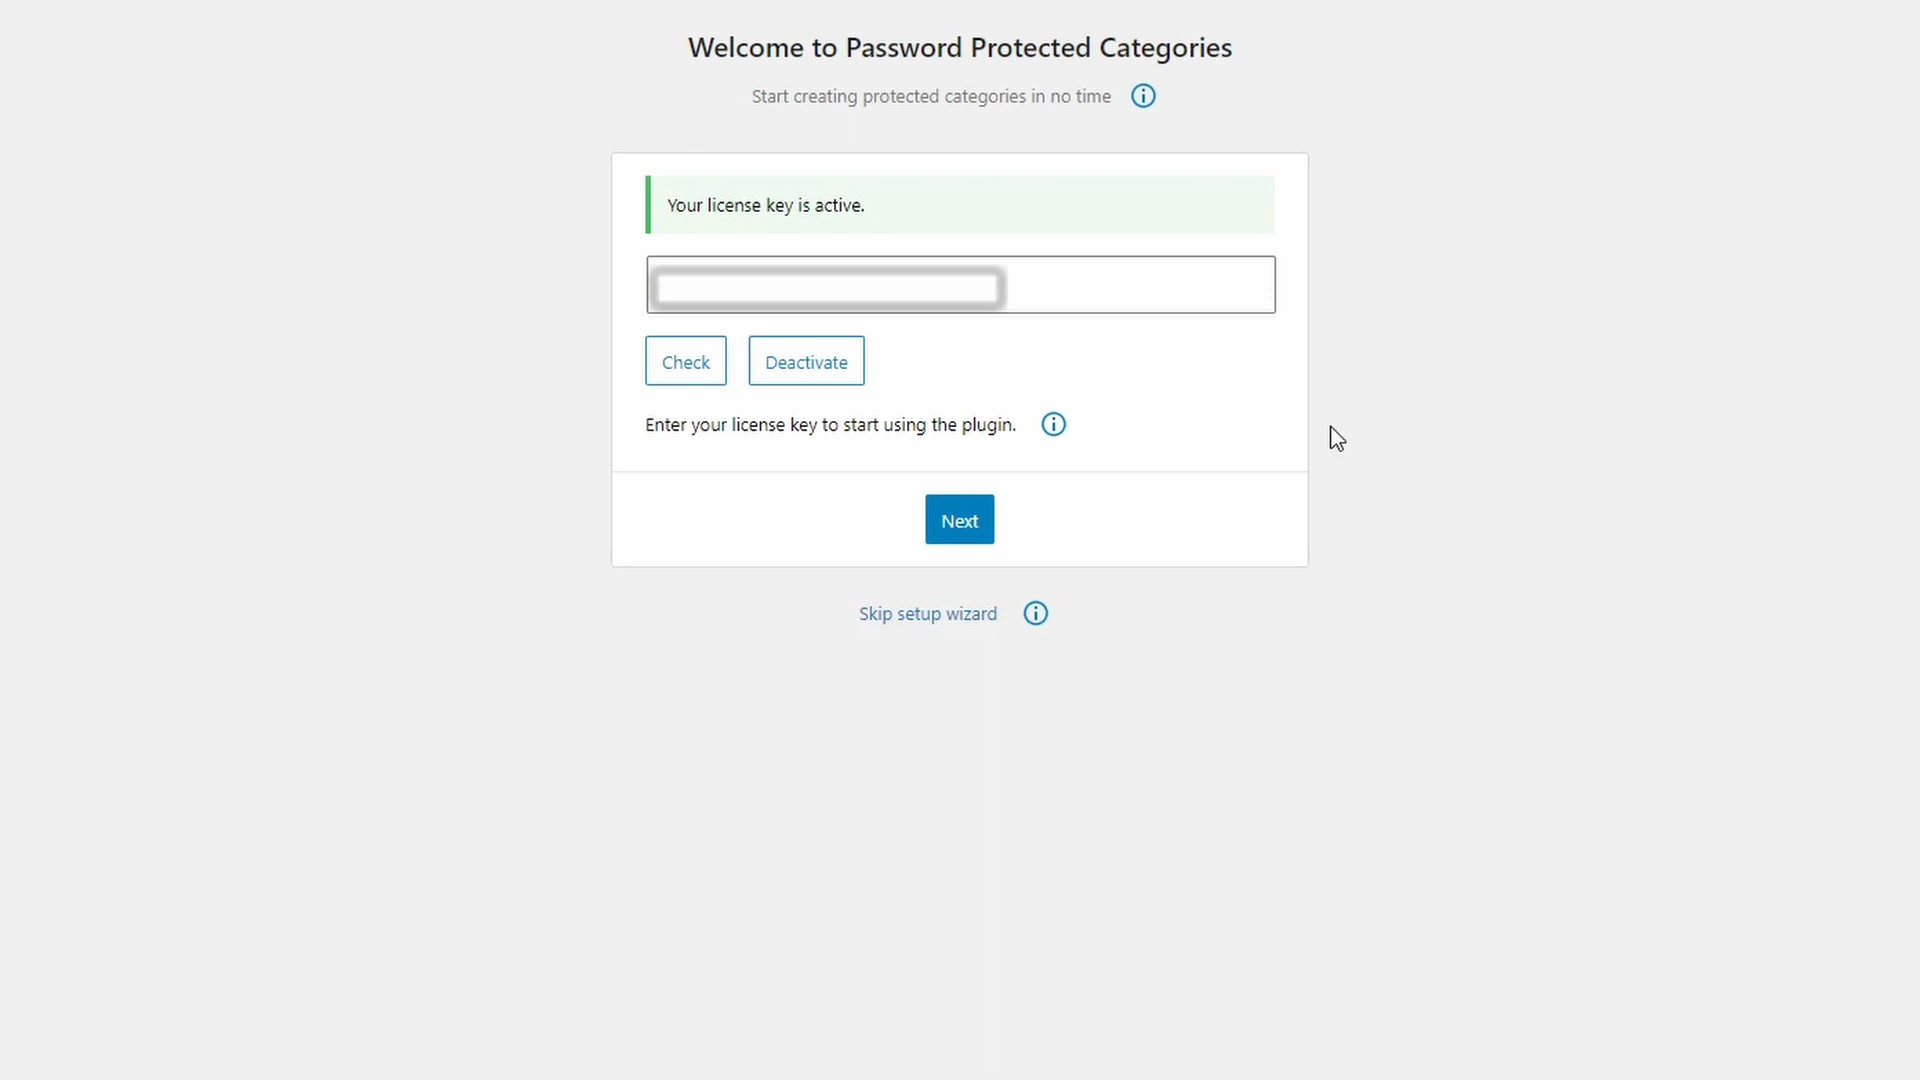 Welcome to Password Protected Categories
Start creating protected categories in no time
Your license key is active.
Check
Deactivate
Enter your license key to start using the plugin.
Next
Skip setup wizard